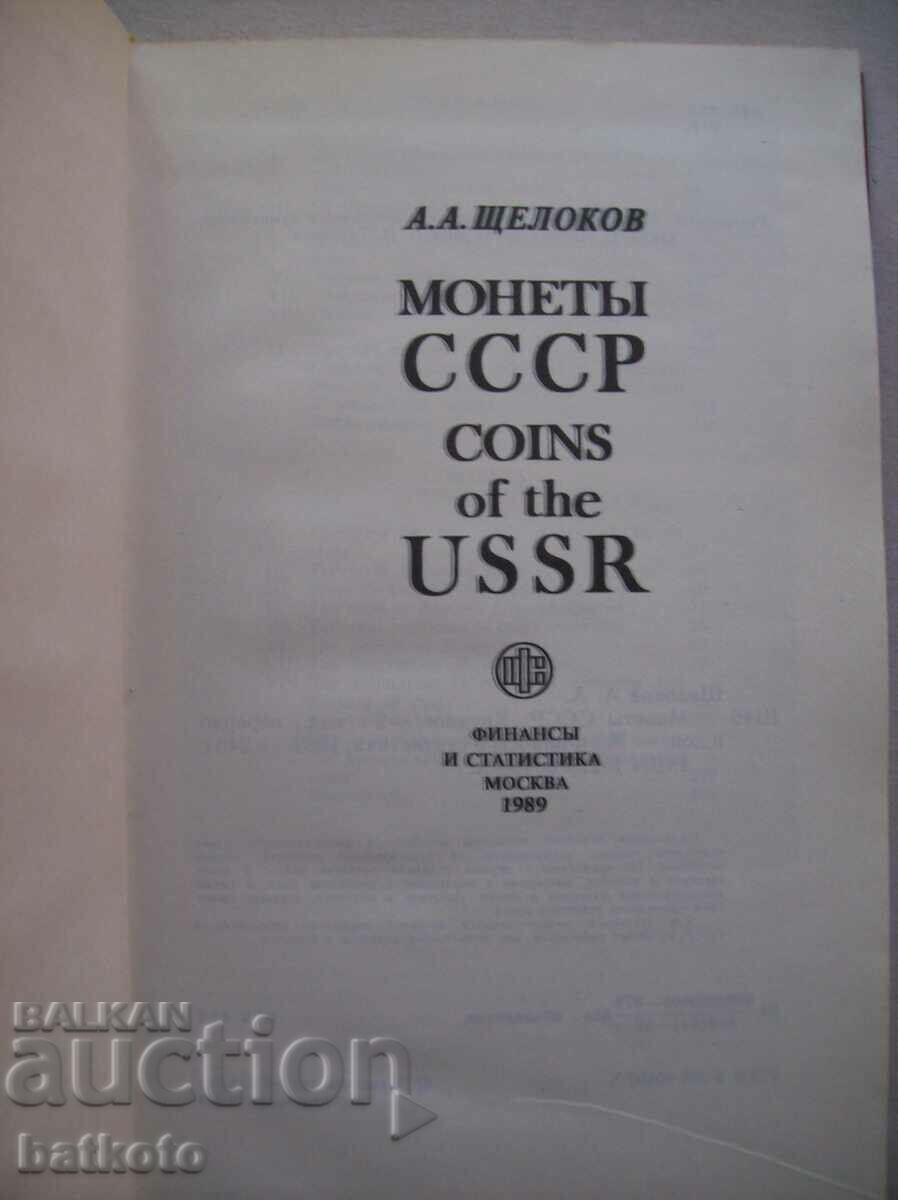 А.А. ЩЕЛОКОВ
МОНЕТЫ
СССР
COINS
of the
USSR
ФИНАНСЫ
И СТАТИСТИКА
МОСКВА
1989
BALKAN
auction
batkoto